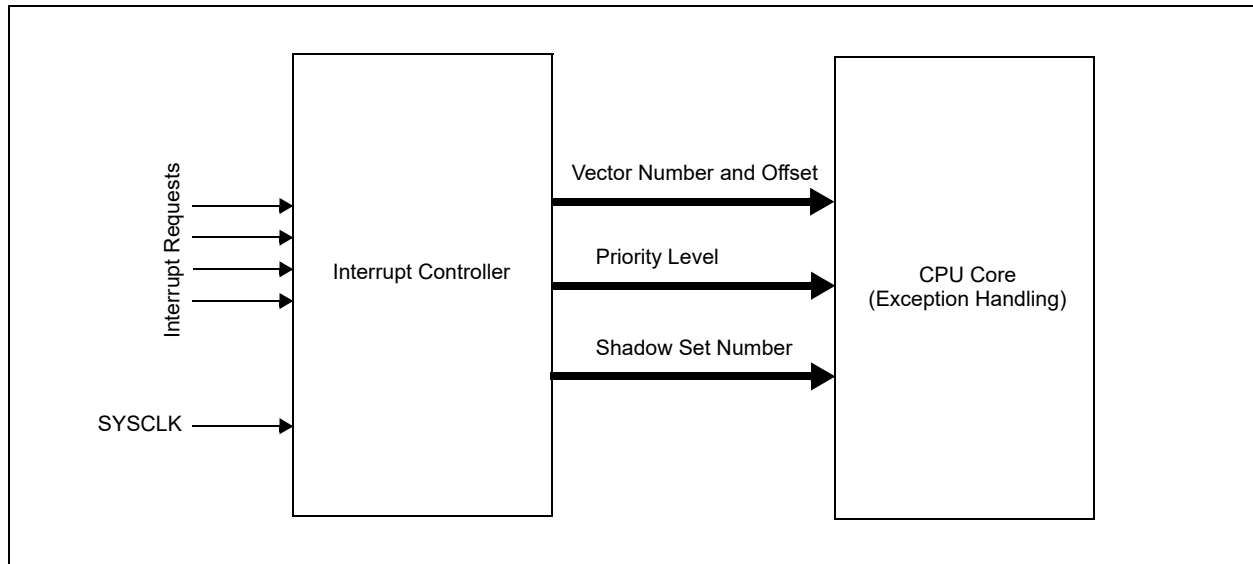 Interrupt Requests
SYSCLK
Interrupt Controller
Vector Number and Offset
Priority Level
Shadow Set Number
CPU Core
(Exception Handling)